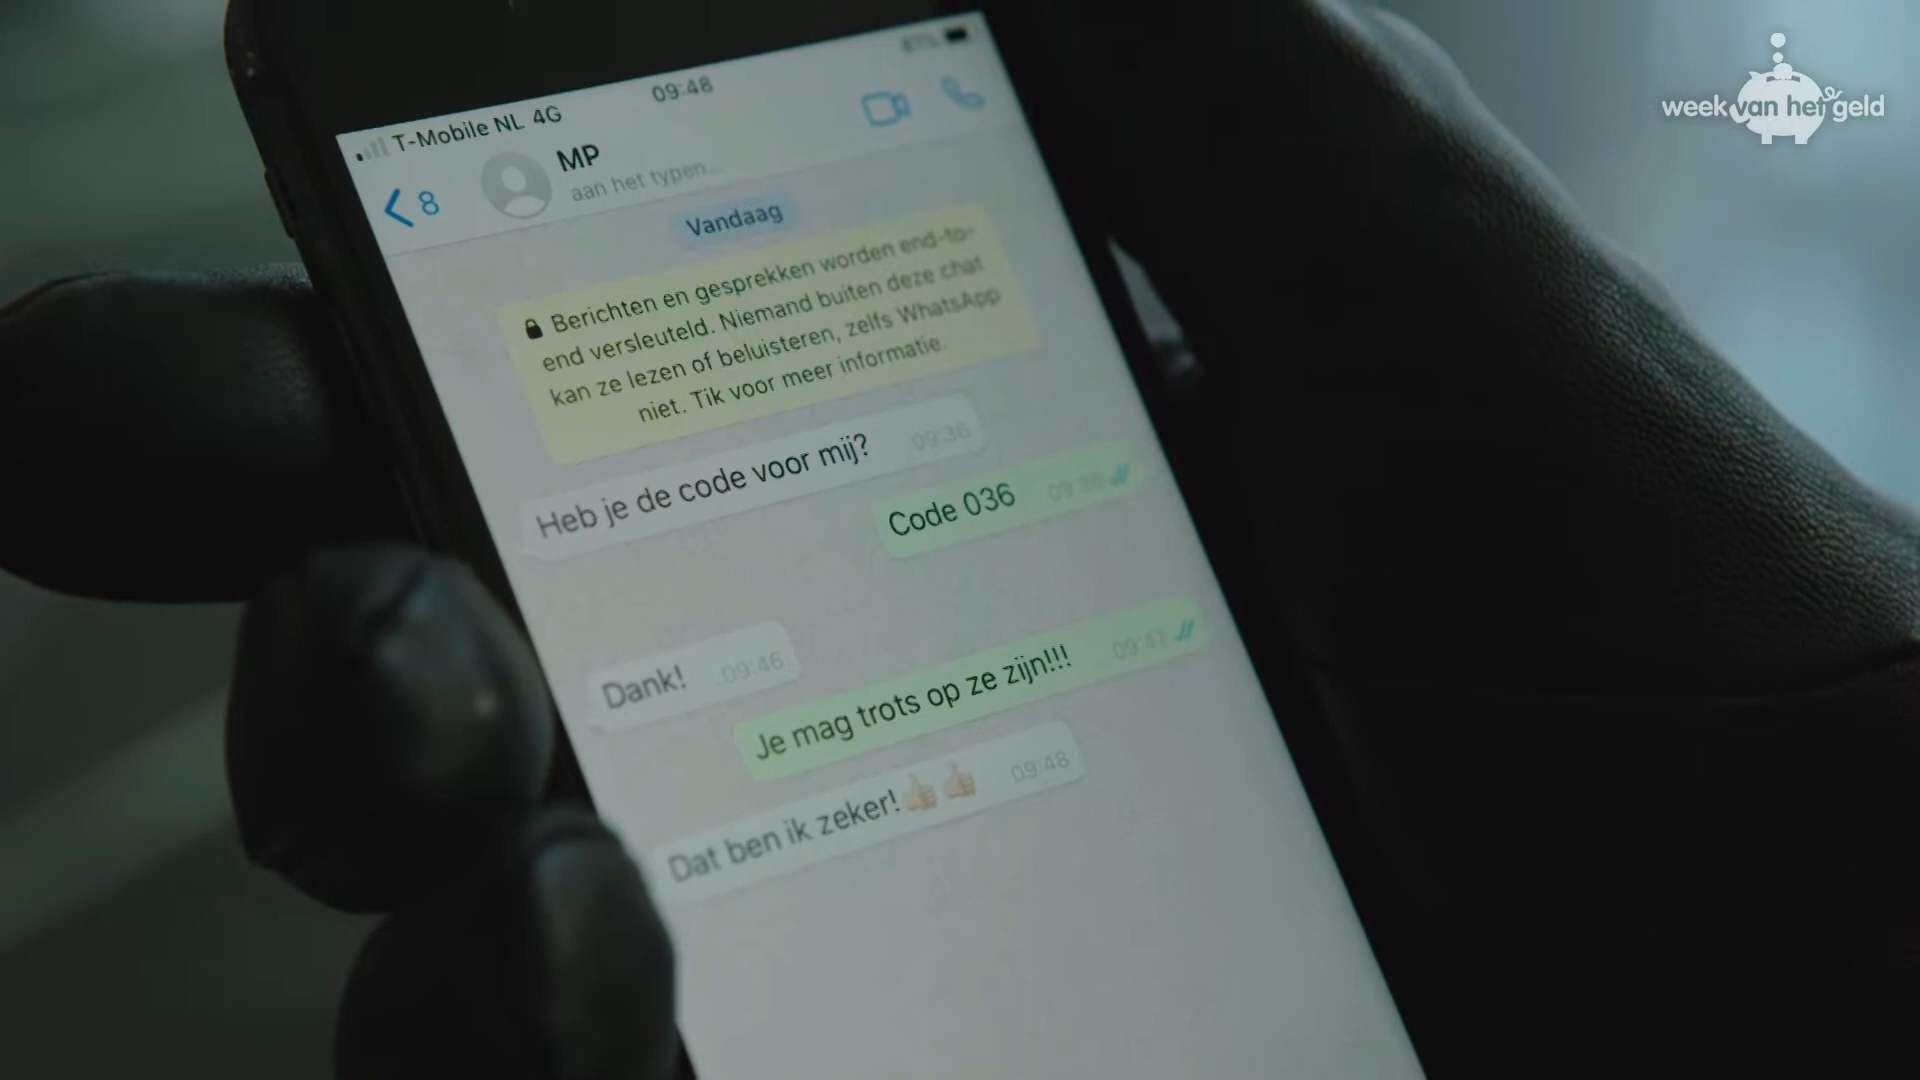 week van het geld
09:48
T-Mobile NL 4G
8
MP
aan het typen...
Vandaag
Berichten en gesprekken worden end-to-
end versleuteld. Niemand buiten deze chat
kan ze lezen of beluisteren, zelfs WhatsApp
niet. Tik voor meer informatie.
Heb je de code voor mij? 09:36
Code 036
Dank! 09:46
Je mag trots op ze zijn!!! 09:47
Dat ben ik zeker!👍🏻👍🏻 09:48